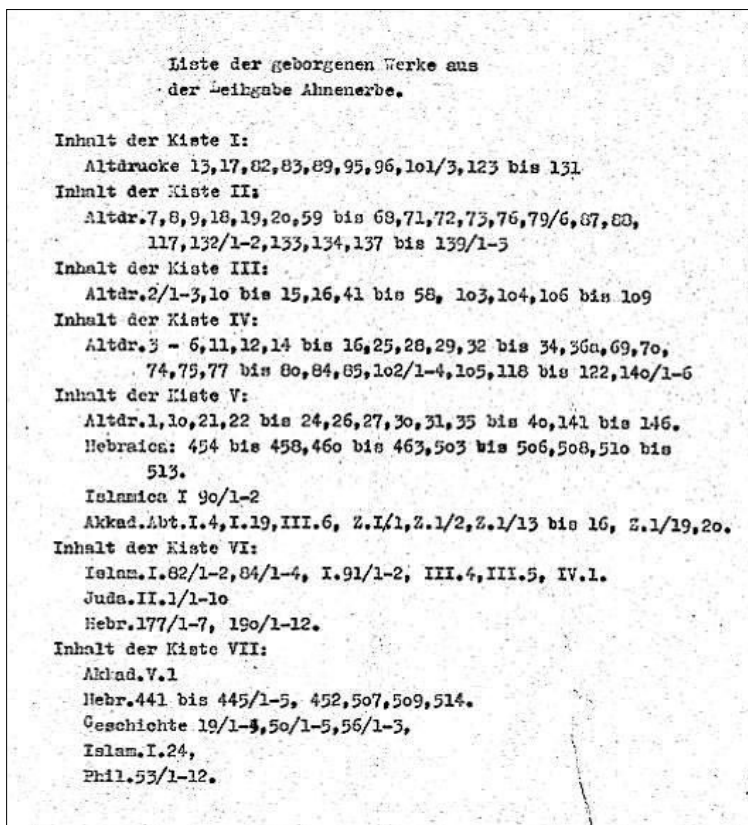 Liste der geborgenen Werke aus
der Leihgabe Ahnenerbe.
Inhalt der Kiste I:
Altdrucke 13,17,82,83,89,95,96,1o1/3,123 bis 131
Inhalt der Kiste II:
Altdr.7,8,9,18,19,2o,59 bis 68,71,72,73,76,79/6,87,88,
117,132/1-2,133,134,137 bis 139/1-3
Inhalt der Kiste III:
Altdr.2/1-3,1o bis 15,16,41 bis 58, 1o3,1o4,1o6 bis 1o9
Inhalt der Kiste IV:
Altdr.3 - 6,11,12,14 bis 16,25,28,29,32 bis 34,36a,69,7o,
74,75,77 bis 8o,84,85,1o2/1-4,1o5,118 bis 122,14o/1-6
Inhalt der Kiste V:
Altdr.1,1o,21,22 bis 24,26,27,3o,31,35 bis 4o,141 bis 146.
Hebraica: 454 bis 458,46o bis 463,5o3 bis 5o6,5o8,51o bis
513.
Islamica I 9o/1-2
Akkad.Abt.I.4,I.19,III.6, Z.I/1,Z.1/2,Z.1/13 bis 16, Z.1/19,2o.
Inhalt der Kiste VI:
Islam.I.82/1-2,84/1-4, I.91/1-2, III.4,III.5, IV.1.
Juda.II.1/1-1o
Hebr.177/1-7, 19o/1-12.
Inhalt der Kiste VII:
Akkad.V.1
Hebr.441 bis 445/1-5, 452,5o7,5o9,514.
Geschichte 19/1-4,5o/1-5,56/1-3,
Islam.I.24,
Phil.53/1-12.